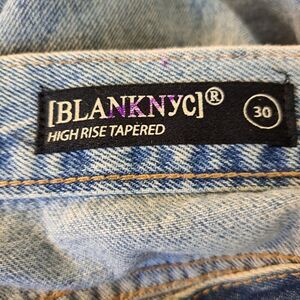 [BLANKNYC]®
HIGH RISE TAPERED
30